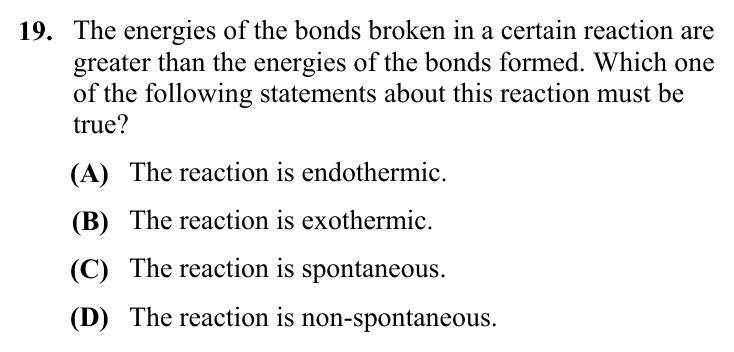 19. The energies of the bonds broken in a certain reaction are
greater than the energies of the bonds formed. Which one
of the following statements about this reaction must be
true?
(A) The reaction is endothermic.
(B) The reaction is exothermic.
(C) The reaction is spontaneous.
(D) The reaction is non-spontaneous.